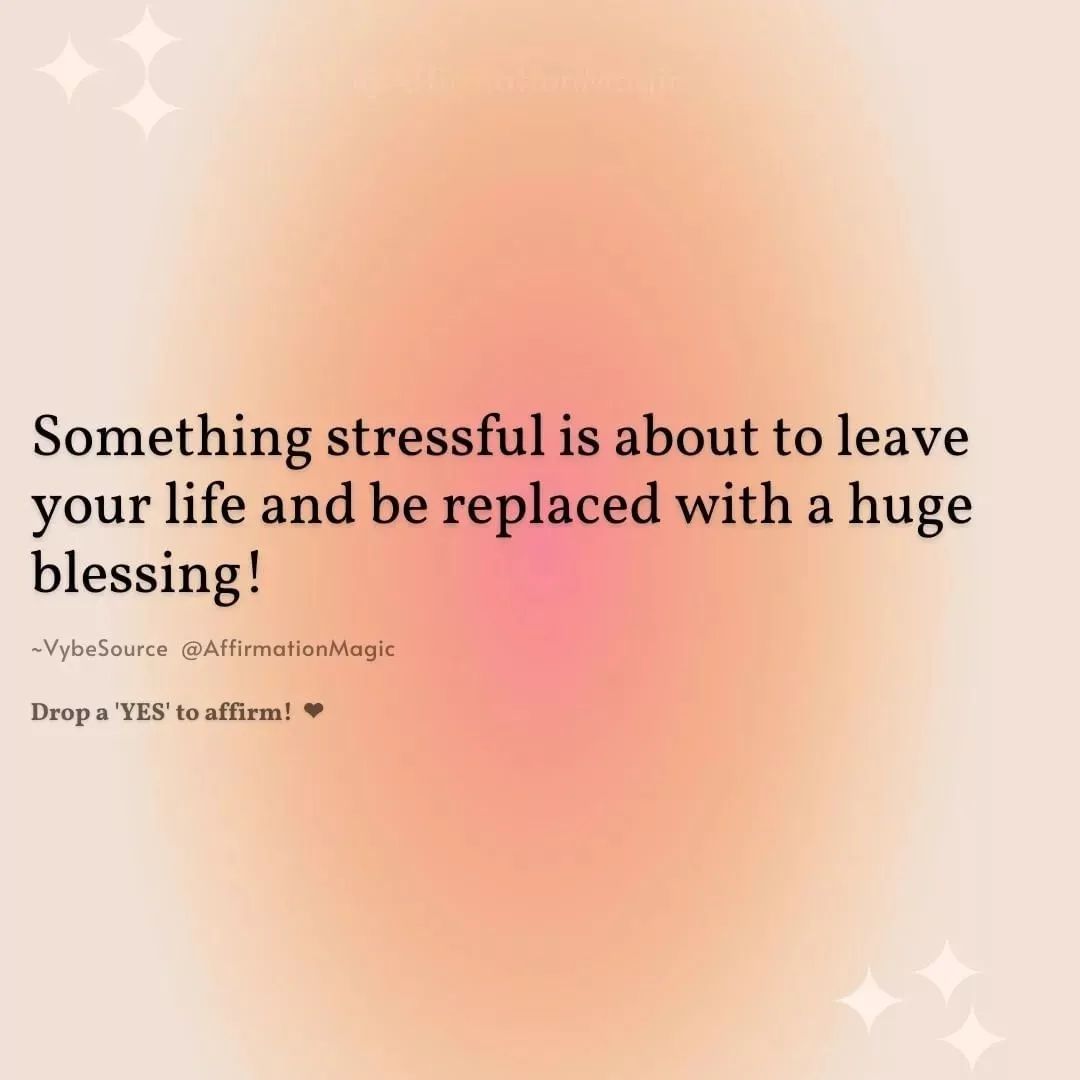 @AffirmationMagic
Something stressful is about to leave
your life and be replaced with a huge
blessing!
~VybeSource @AffirmationMagic
Drop a 'YES' to affirm! ❤